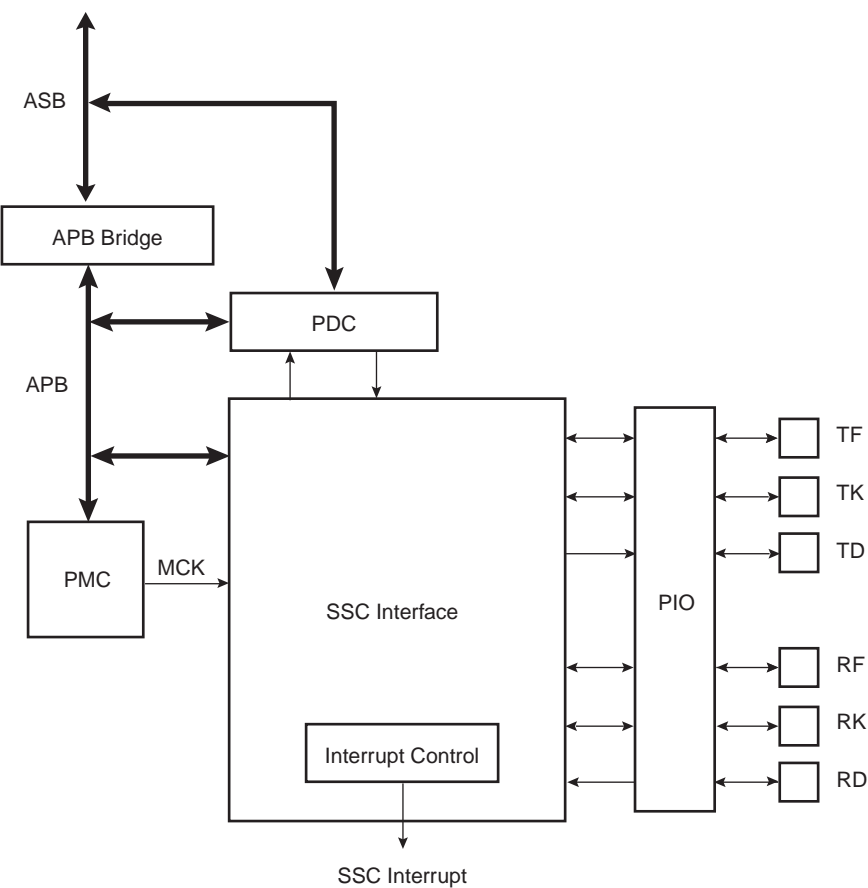 ASB
APB Bridge
PDC
APB
TF
TK
TD
PMC
MCK
SSC Interface
PIO
RF
RK
RD
Interrupt Control
SSC Interrupt